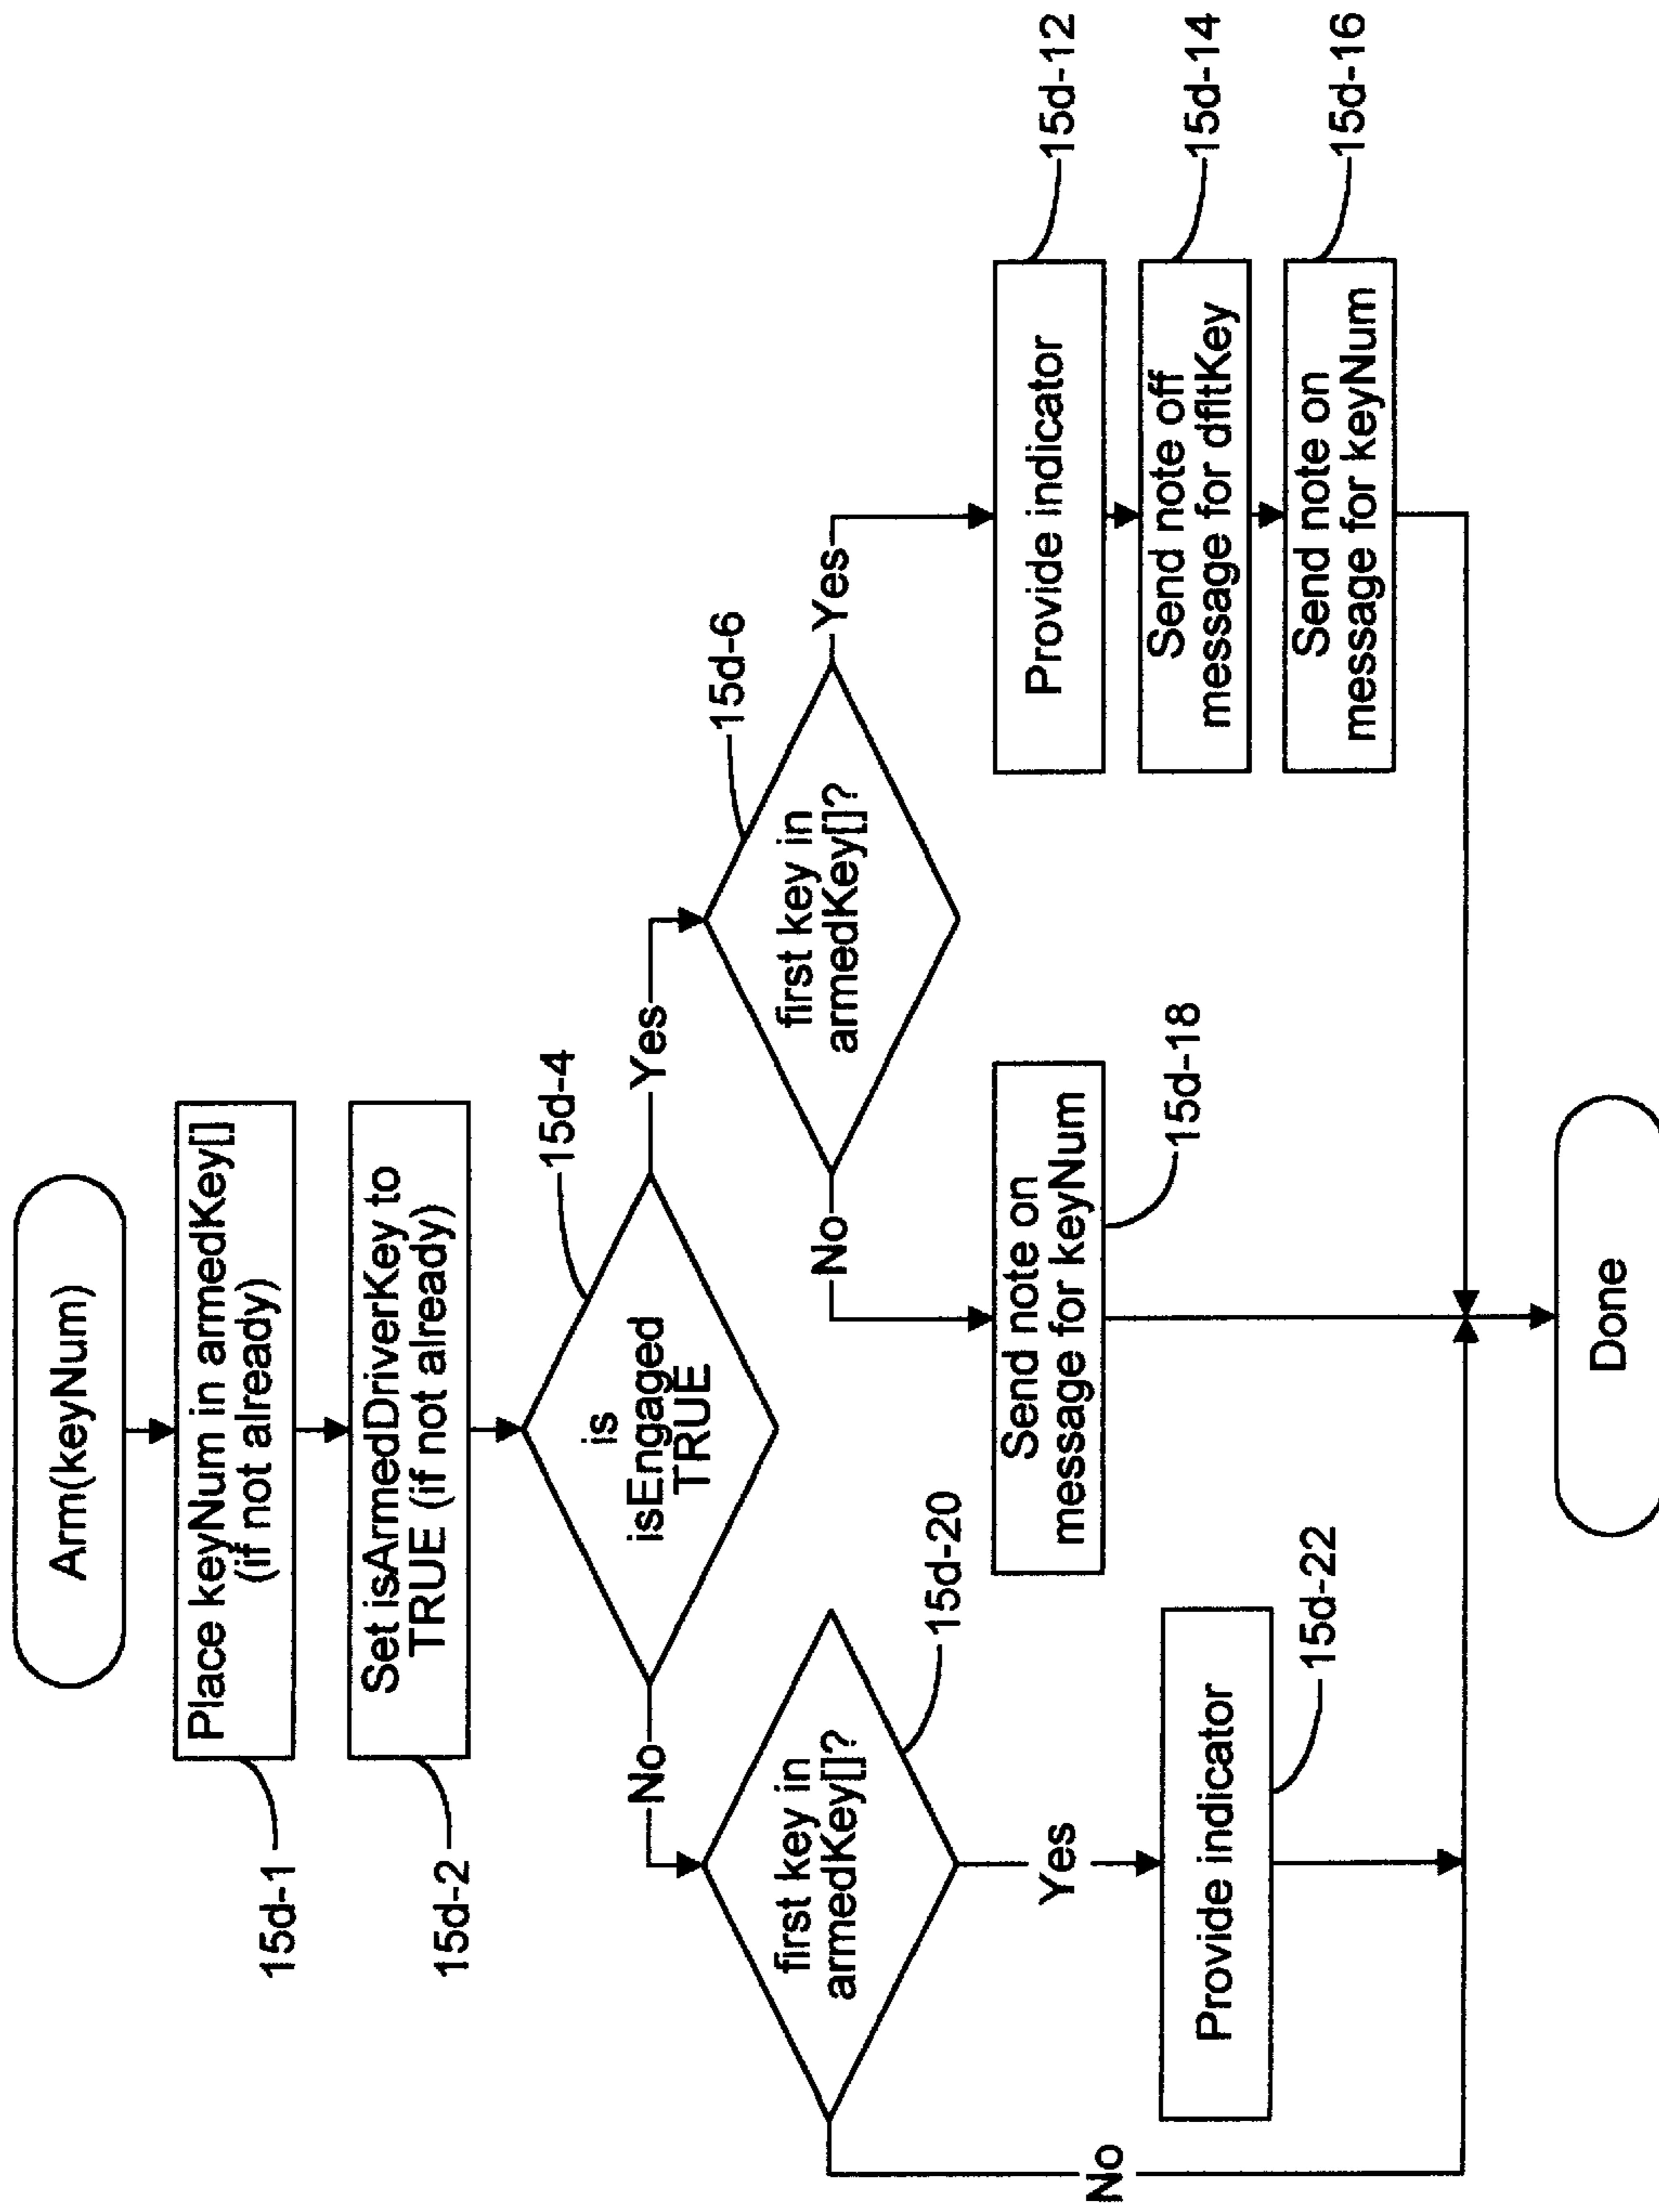 Arm(keyNum)
Place keyNum in armedKey[]
(if not already)
15d-1
Set isArmedDriverKey to
TRUE (if not already)
15d-2
is
isEngaged
TRUE
15d-4
No
Yes
first key in
armedKey[]?
15d-20
first key in
armedKey[]?
15d-6
No
Yes
No
Yes
Provide indicator
15d-22
Send note on
message for keyNum
15d-18
Provide indicator
15d-12
Send note off
message for dfltKey
15d-14
Send note on
message for keyNum
15d-16
Done